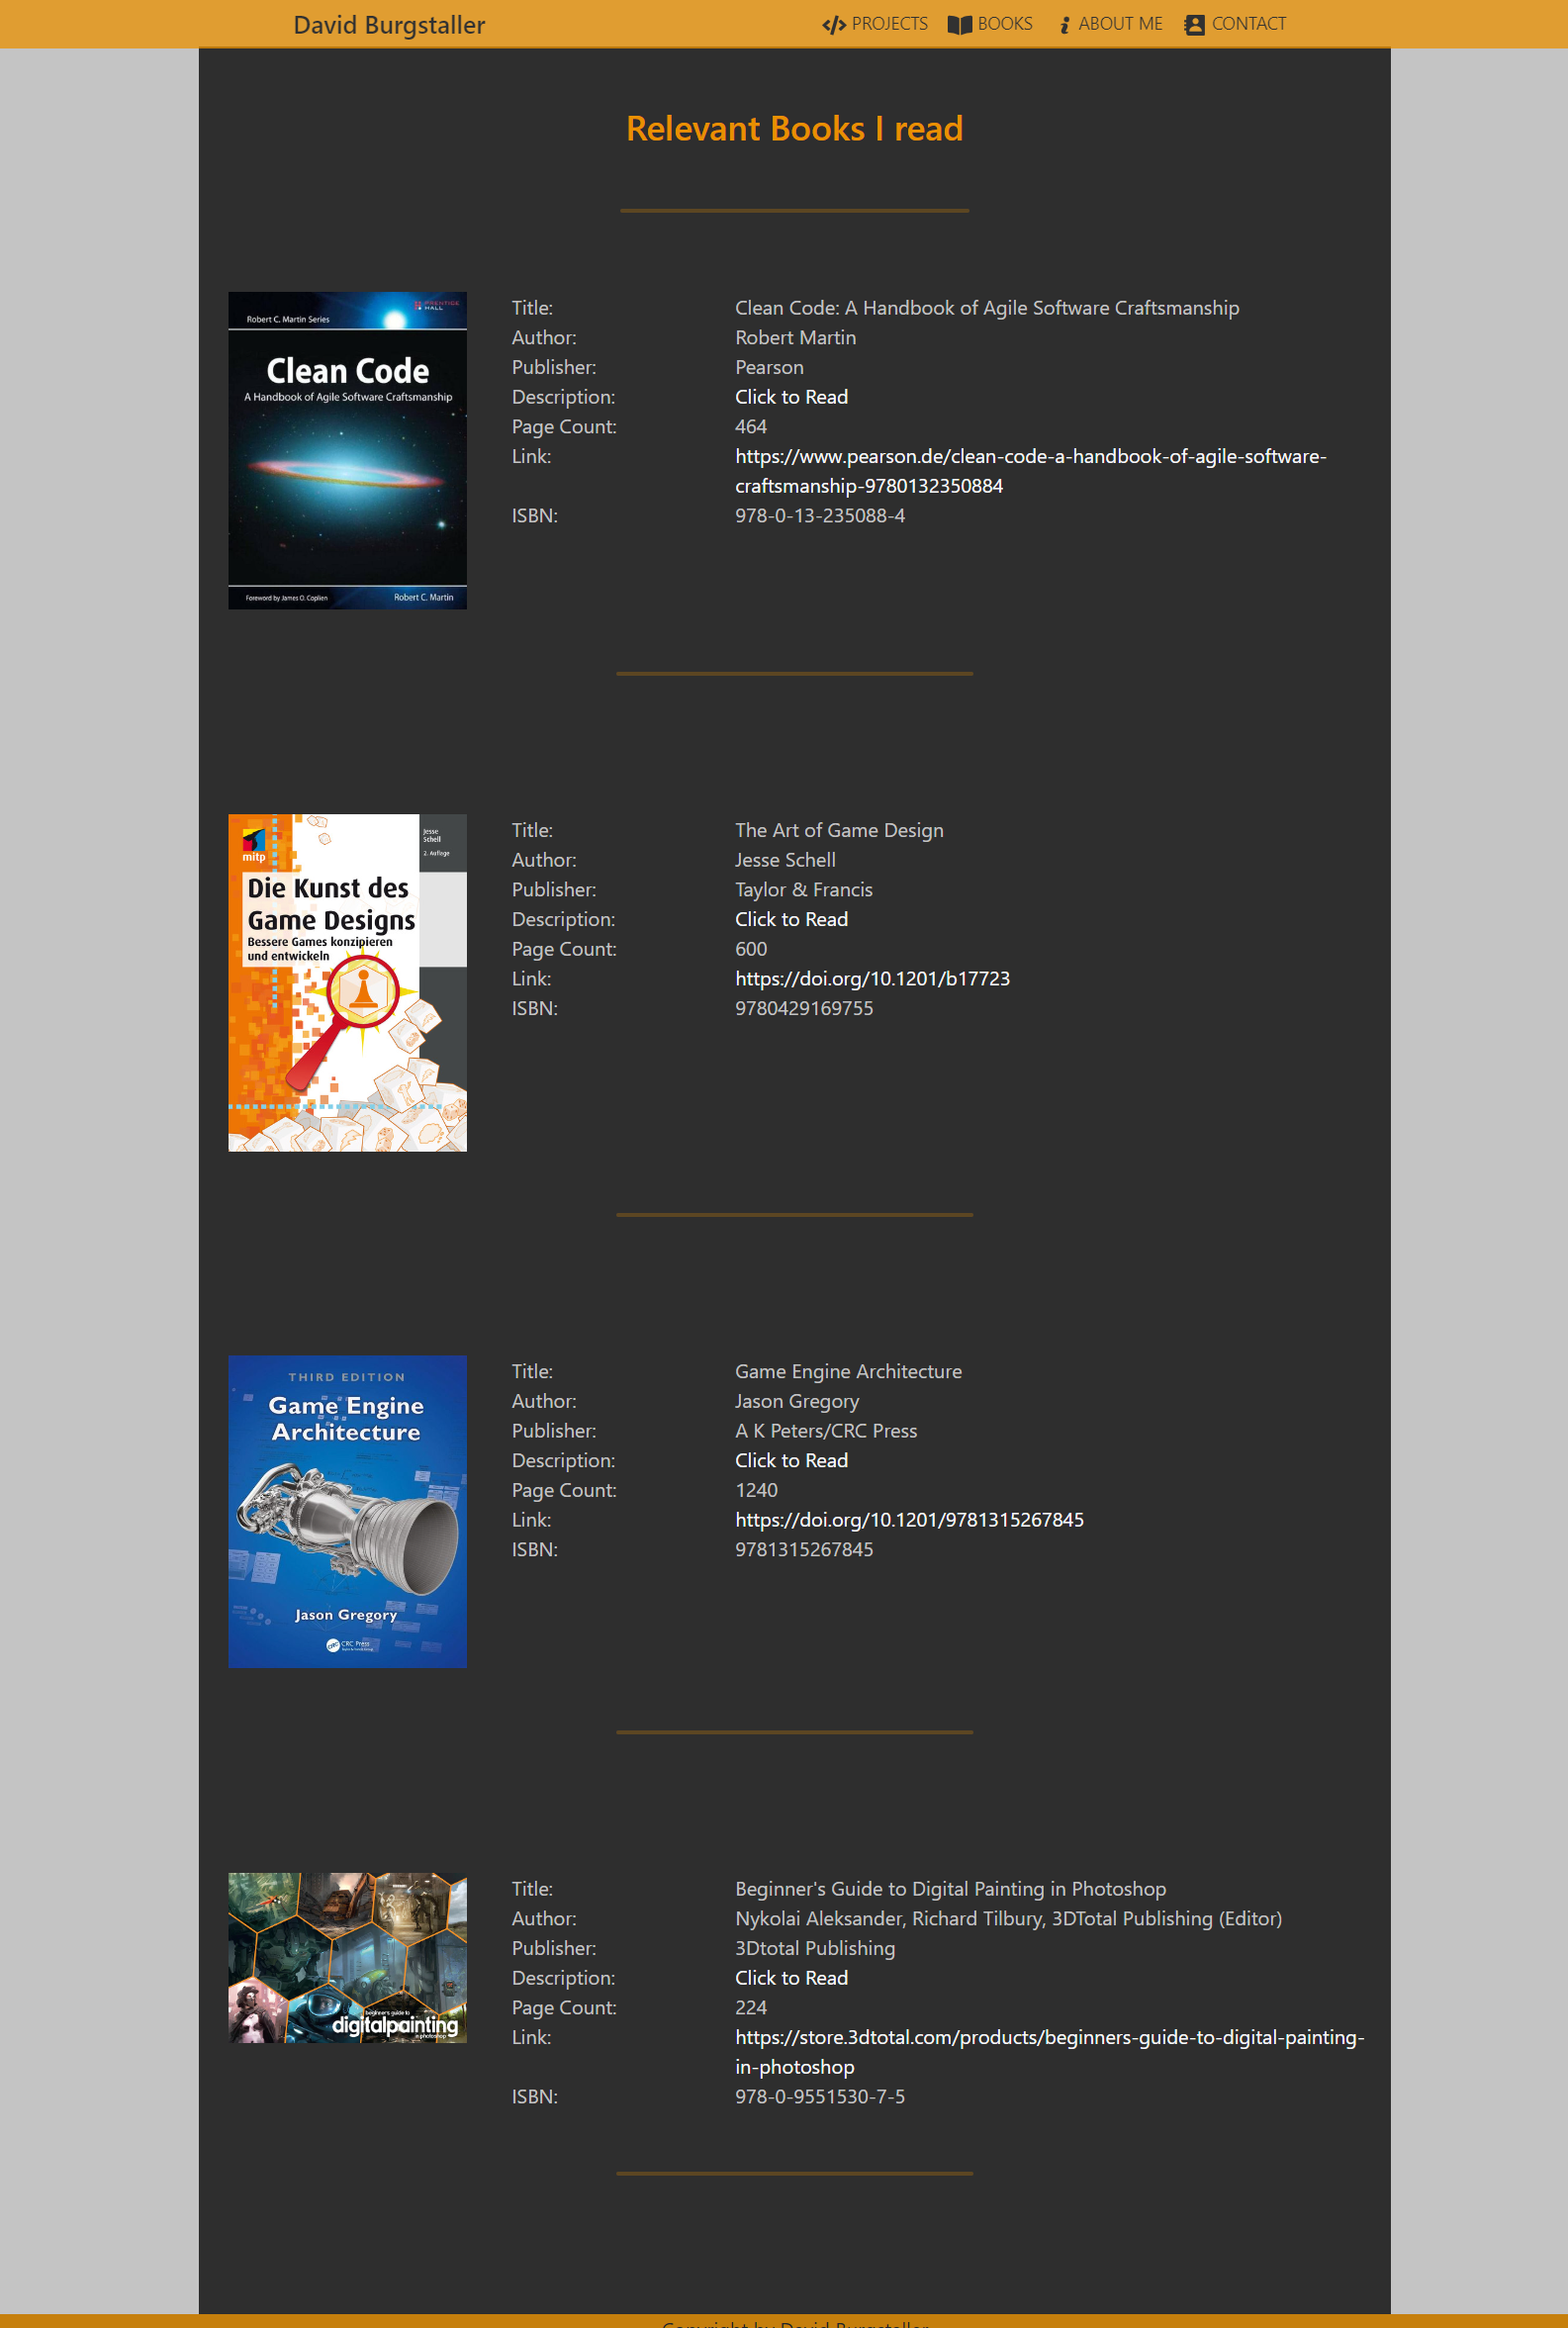 David Burgstaller
PROJECTS BOOKS ABOUT ME CONTACT
Relevant Books I read
PRENTICE
HALL
Robert C. Martin Series
Clean Code
A Handbook of Agile Software Craftsmanship
Foreword by James O. Coplien Robert C. Martin
Title: Clean Code: A Handbook of Agile Software Craftsmanship
Author: Robert Martin
Publisher: Pearson
Description: Click to Read
Page Count: 464
Link: https://www.pearson.de/clean-code-a-handbook-of-agile-software-
craftsmanship-9780132350884
ISBN: 978-0-13-235088-4
mitp
Jesse
Schell
2. Auflage
Die Kunst des
Game Designs
Bessere Games konzipieren
und entwickeln
Title: The Art of Game Design
Author: Jesse Schell
Publisher: Taylor & Francis
Description: Click to Read
Page Count: 600
Link: https://doi.org/10.1201/b17723
ISBN: 9780429169755
THIRD EDITION
Game Engine
Architecture
Jason Gregory
CRC Press
Title: Game Engine Architecture
Author: Jason Gregory
Publisher: A K Peters/CRC Press
Description: Click to Read
Page Count: 1240
Link: https://doi.org/10.1201/9781315267845
ISBN: 9781315267845
beginner's guide to
digitalpainting
in photoshop
Title: Beginner's Guide to Digital Painting in Photoshop
Author: Nykolai Aleksander, Richard Tilbury, 3DTotal Publishing (Editor)
Publisher: 3Dtotal Publishing
Description: Click to Read
Page Count: 224
Link: https://store.3dtotal.com/products/beginners-guide-to-digital-painting-
in-photoshop
ISBN: 978-0-9551530-7-5
Copyright by David Burgstaller